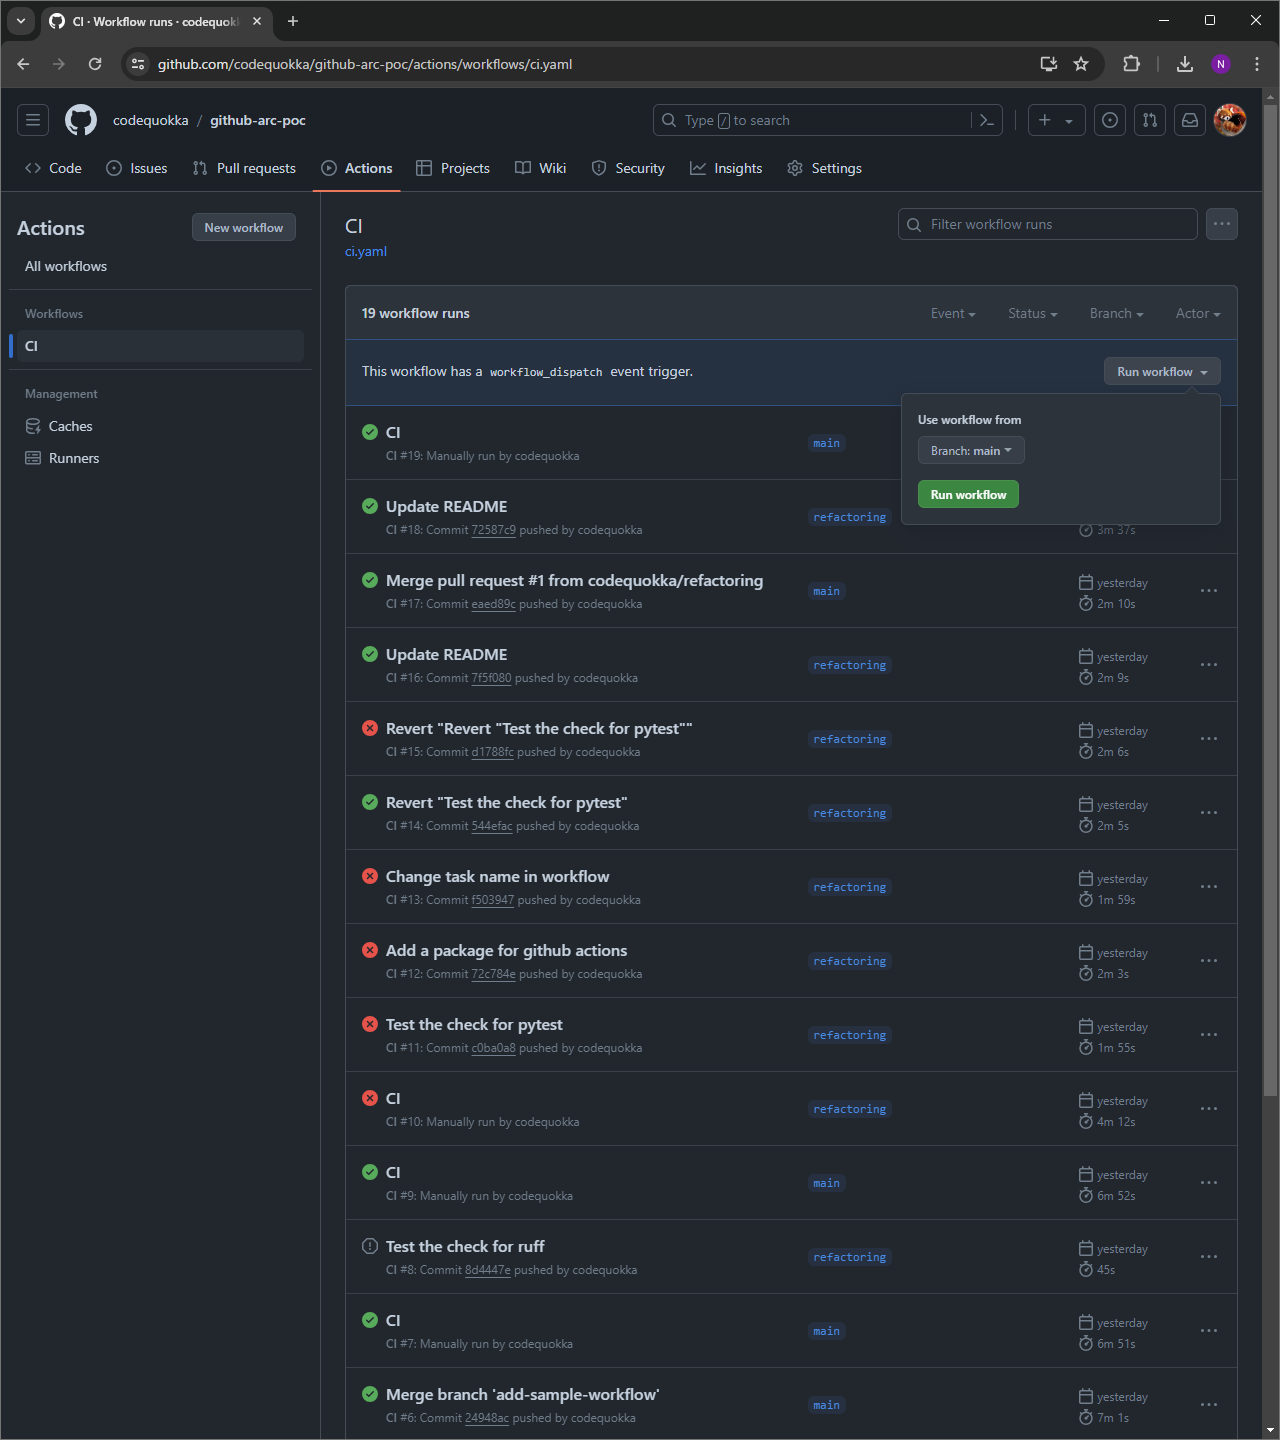 CI · Workflow runs · codequokk
github.com/codequokka/github-arc-poc/actions/workflows/ci.yaml
N
codequokka / github-arc-poc
Type / to search
Code
Issues
Pull requests
Actions
Projects
Wiki
Security
Insights
Settings
Actions
New workflow
All workflows
Workflows
CI
Management
Caches
Runners
CI
ci.yaml
Filter workflow runs
19 workflow runs
Event
Status
Branch
Actor
This workflow has a workflow_dispatch event trigger.
Run workflow
Use workflow from
Branch: main
Run workflow
CI
CI #19: Manually run by codequokka
main
Update README
CI #18: Commit 72587c9 pushed by codequokka
refactoring
3m 37s
Merge pull request #1 from codequokka/refactoring
CI #17: Commit eaed89c pushed by codequokka
main
yesterday
2m 10s
Update README
CI #16: Commit 7f5f080 pushed by codequokka
refactoring
yesterday
2m 9s
Revert "Revert "Test the check for pytest""
CI #15: Commit d1788fc pushed by codequokka
refactoring
yesterday
2m 6s
Revert "Test the check for pytest"
CI #14: Commit 544efac pushed by codequokka
refactoring
yesterday
2m 5s
Change task name in workflow
CI #13: Commit f503947 pushed by codequokka
refactoring
yesterday
1m 59s
Add a package for github actions
CI #12: Commit 72c784e pushed by codequokka
refactoring
yesterday
2m 3s
Test the check for pytest
CI #11: Commit c0ba0a8 pushed by codequokka
refactoring
yesterday
1m 55s
CI
CI #10: Manually run by codequokka
refactoring
yesterday
4m 12s
CI
CI #9: Manually run by codequokka
main
yesterday
6m 52s
Test the check for ruff
CI #8: Commit 8d4447e pushed by codequokka
refactoring
yesterday
45s
CI
CI #7: Manually run by codequokka
main
yesterday
6m 51s
Merge branch 'add-sample-workflow'
CI #6: Commit 24948ac pushed by codequokka
main
yesterday
7m 1s